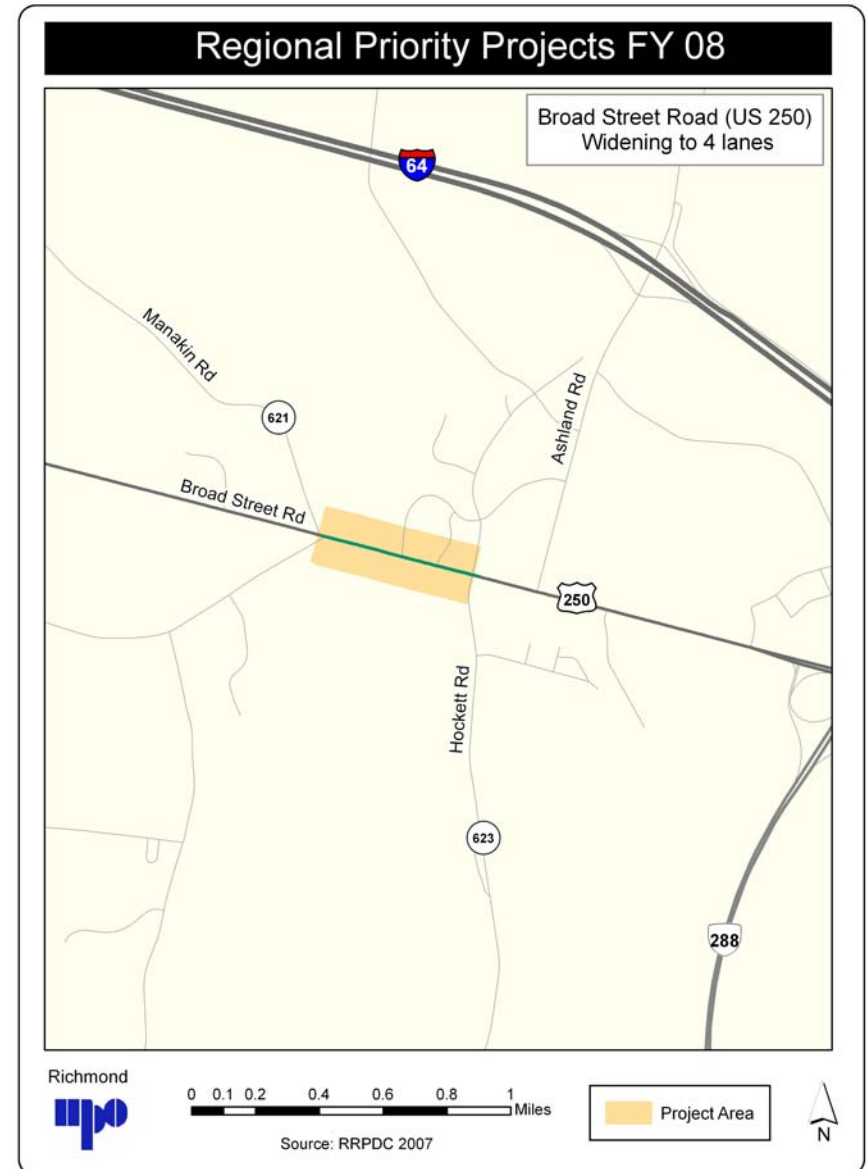 Regional Priority Projects FY 08
Broad Street Road (US 250)
Widening to 4 lanes
64
Manakin Rd
621
Ashland Rd
Broad Street Rd
250
Hockett Rd
623
288
Richmond
mpo
0 0.1 0.2 0.4 0.6 0.8 1
Miles
Source: RRPDC 2007
Project Area
N